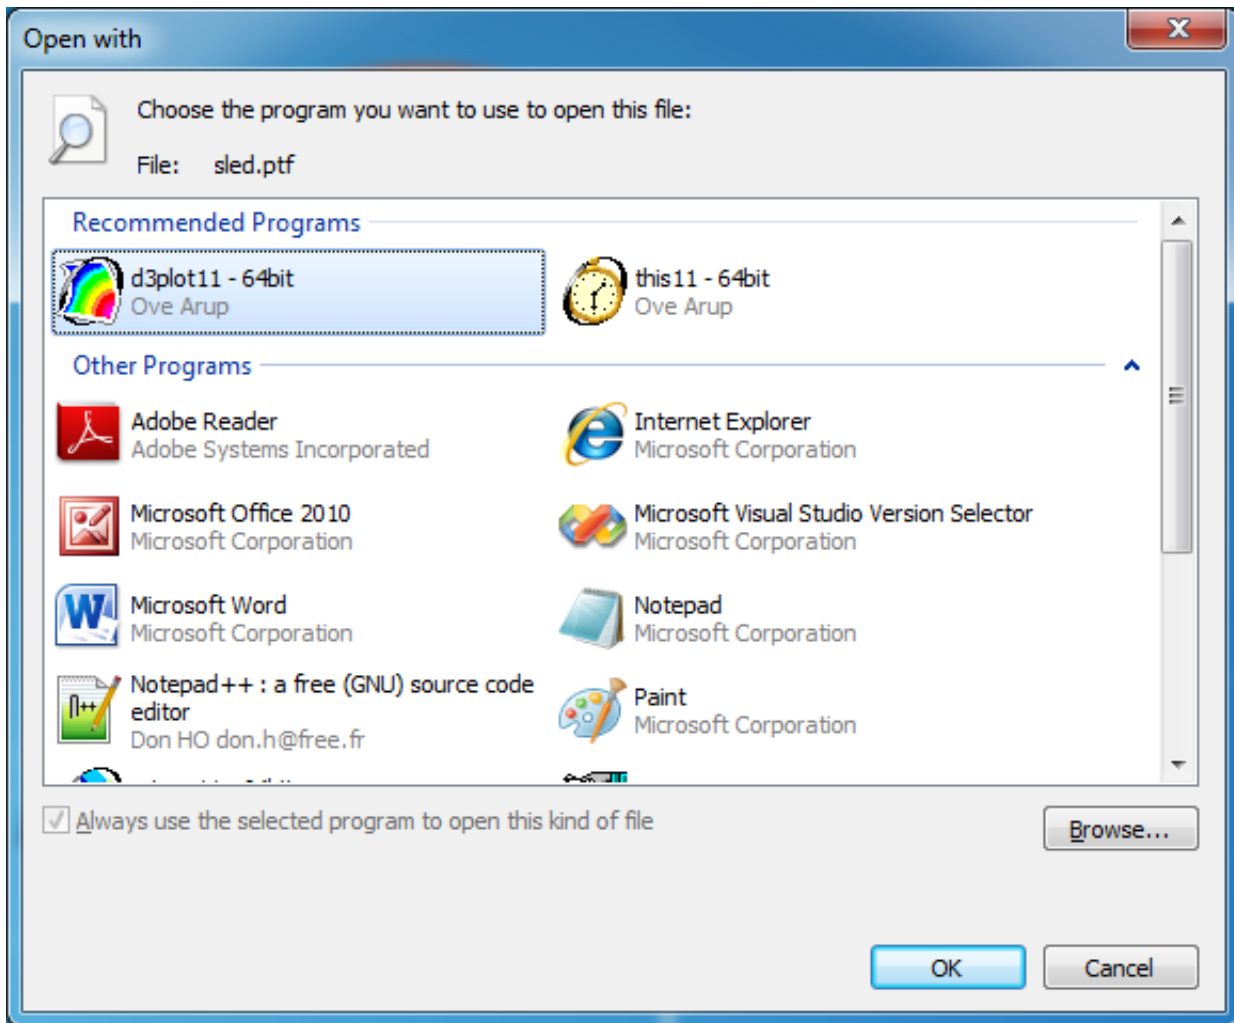 Open with
Choose the program you want to use to open this file:
File: sled.ptf
Recommended Programs
d3plot11 - 64bit
Ove Arup
this11 - 64bit
Ove Arup
Other Programs
Adobe Reader
Adobe Systems Incorporated
Internet Explorer
Microsoft Corporation
Microsoft Office 2010
Microsoft Corporation
Microsoft Visual Studio Version Selector
Microsoft Corporation
Microsoft Word
Microsoft Corporation
Notepad
Microsoft Corporation
Notepad++ : a free (GNU) source code
editor
Don HO don.h@free.fr
Paint
Microsoft Corporation
Always use the selected program to open this kind of file
Browse...
OK
Cancel